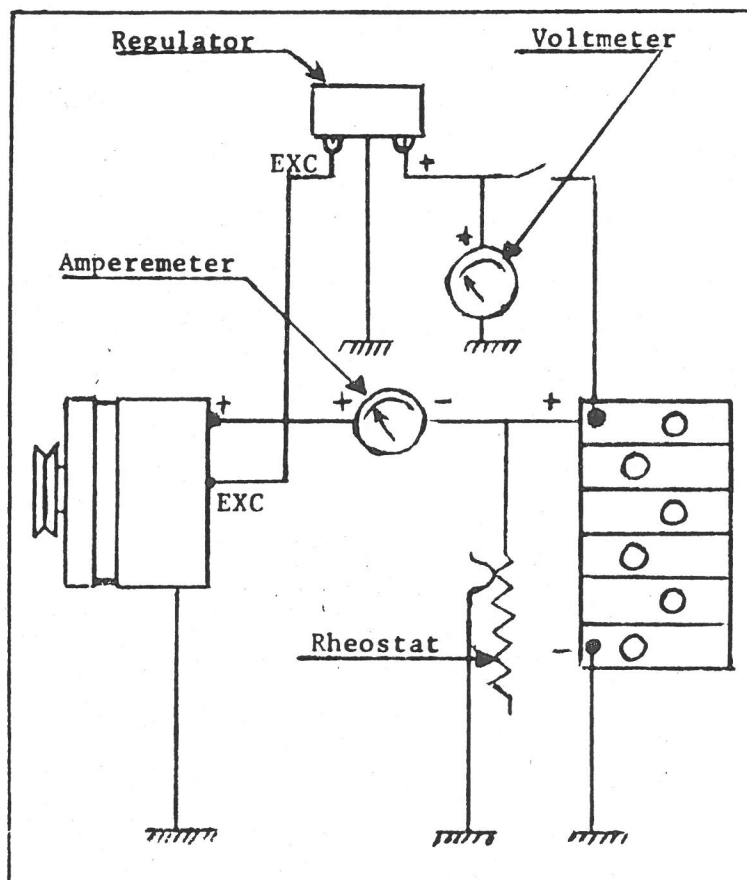 Regulator
Voltmeter
EXC
+
+
Amperemeter
+
+
-
+
EXC
Rheostat
-